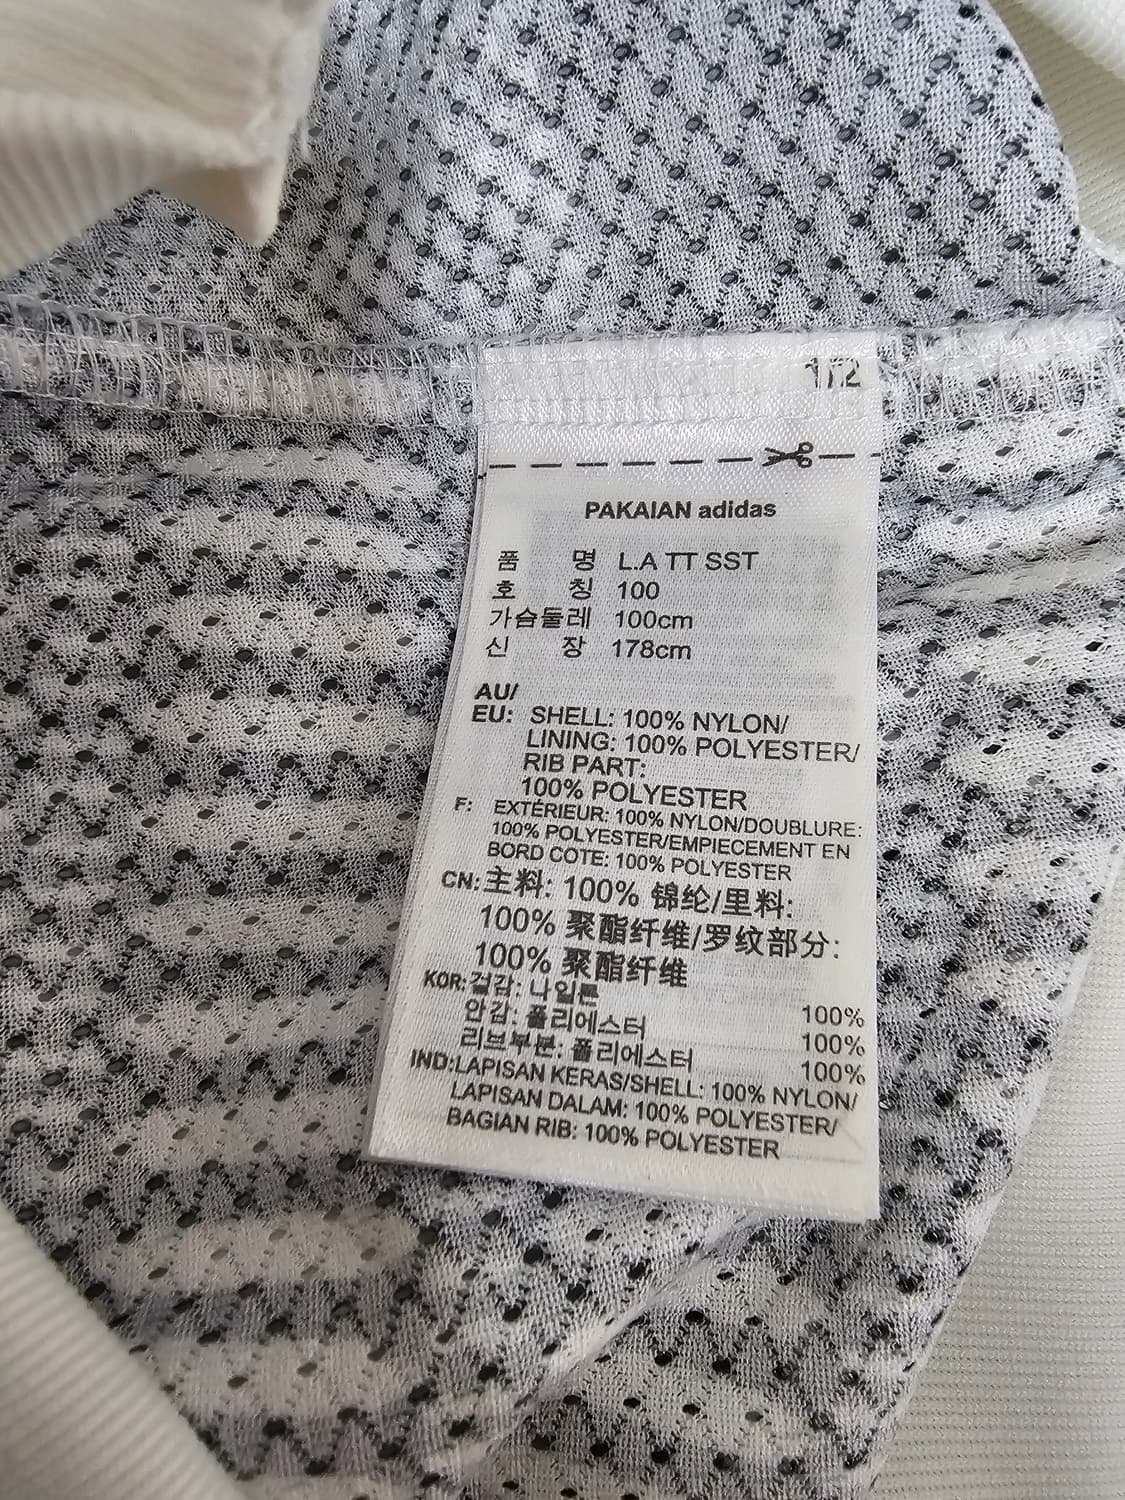 1/2
PAKAIAN adidas
품 명 L.A TT SST
호 칭 100
가슴둘레 100cm
신 장 178cm
AU/
EU: SHELL: 100% NYLON/
LINING: 100% POLYESTER/
RIB PART:
100% POLYESTER
F: EXTÉRIEUR: 100% NYLON/DOUBLURE:
100% POLYESTER/EMPIECEMENT EN
BORD COTE: 100% POLYESTER
CN: 主料: 100% 锦纶/里料:
100% 聚酯纤维/罗纹部分:
100% 聚酯纤维
KOR: 겉감: 나일론 100%
안감: 폴리에스터 100%
리브부분: 폴리에스터 100%
IND:LAPISAN KERAS/SHELL: 100% NYLON/
LAPISAN DALAM: 100% POLYESTER/
BAGIAN RIB: 100% POLYESTER